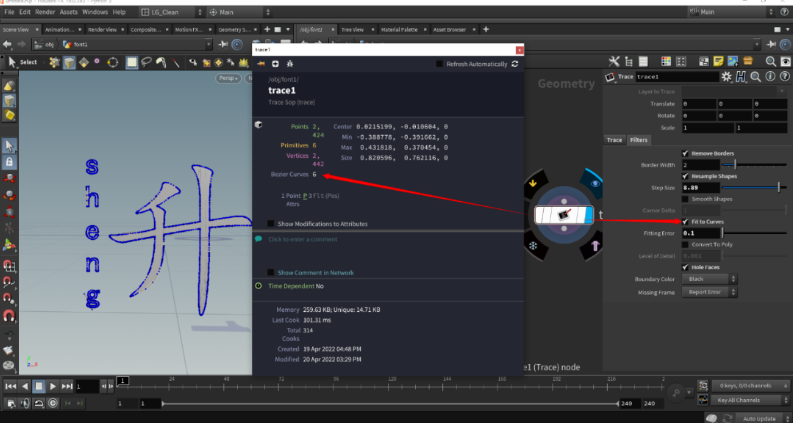 File Edit Render Assets Windows Help
LG_Clean
Main
Main
Scene View
Animation...
Render View
Composite...
Motion FX...
Geometry S...
/obj/font1
Tree View
Material Palette
Asset Browser
obj
font1
Select
Persp
s
h
e
n
g
升
trace1
Refresh Automatically
/obj/font1/
trace1
Trace Sop (trace)
Points 2,
424
Primitives 6
Vertices 2,
442
Bezier Curves 6
Center 0.0215199, -0.010604, 0
Min -0.388778, -0.391662, 0
Max 0.431818, 0.370454, 0
Size 0.820596, 0.762116, 0
1 Point P 3flt (Pos)
Attrs
Show Modifications to Attributes
Click to enter a comment
Show Comment in Network
Time Dependent No
Memory 259.63 KB; Unique: 14.71 KB
Last Cook 101.31 ms
Total 314
Cooks
Created 19 Apr 2022 04:48 PM
Modified 20 Apr 2022 03:29 PM
Geometry
e1 (Trace) node
Trace trace1
Layer to Trace
Translate 0 0 0
Rotate 0 0 0
Scale 1 1
Trace Filters
Remove Borders
Border Width 2
Resample Shapes
Step Size 8.89
Smooth Shapes
Corner Delta
Fit to Curves
Fitting Error 0.1
Convert To Poly
Level of Detail 0.001
Hole Faces
Boundary Color Black
Missing Frame Report Error
1
24 48 72 96 120 144 168 192 216
1 1 240 240
0 keys, 0/0 channels
Key All Channels
Auto Update